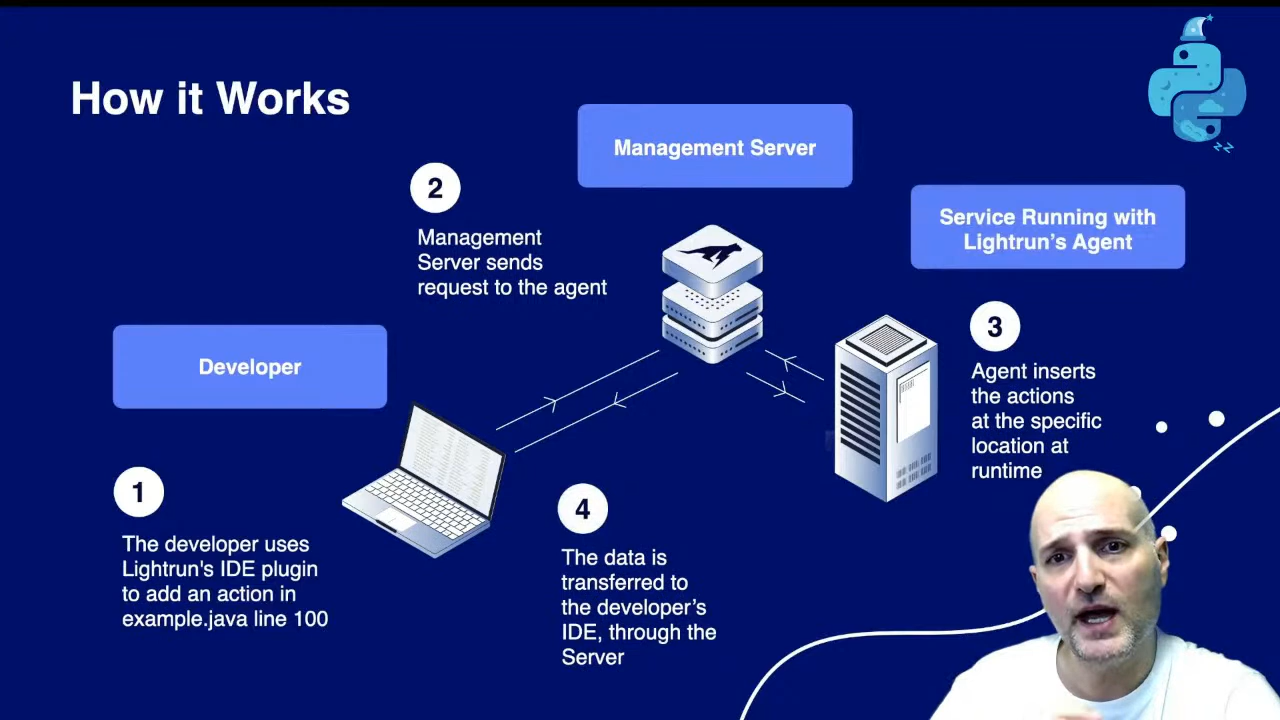 How it Works
Management Server
2
Management
Server sends
request to the agent
Service Running with
Lightrun's Agent
Developer
3
Agent inserts
the actions
at the specific
location at
runtime
1
The developer uses
Lightrun's IDE plugin
to add an action in
example.java line 100
4
The data is
transferred to
the developer's
IDE, through the
Server
z z